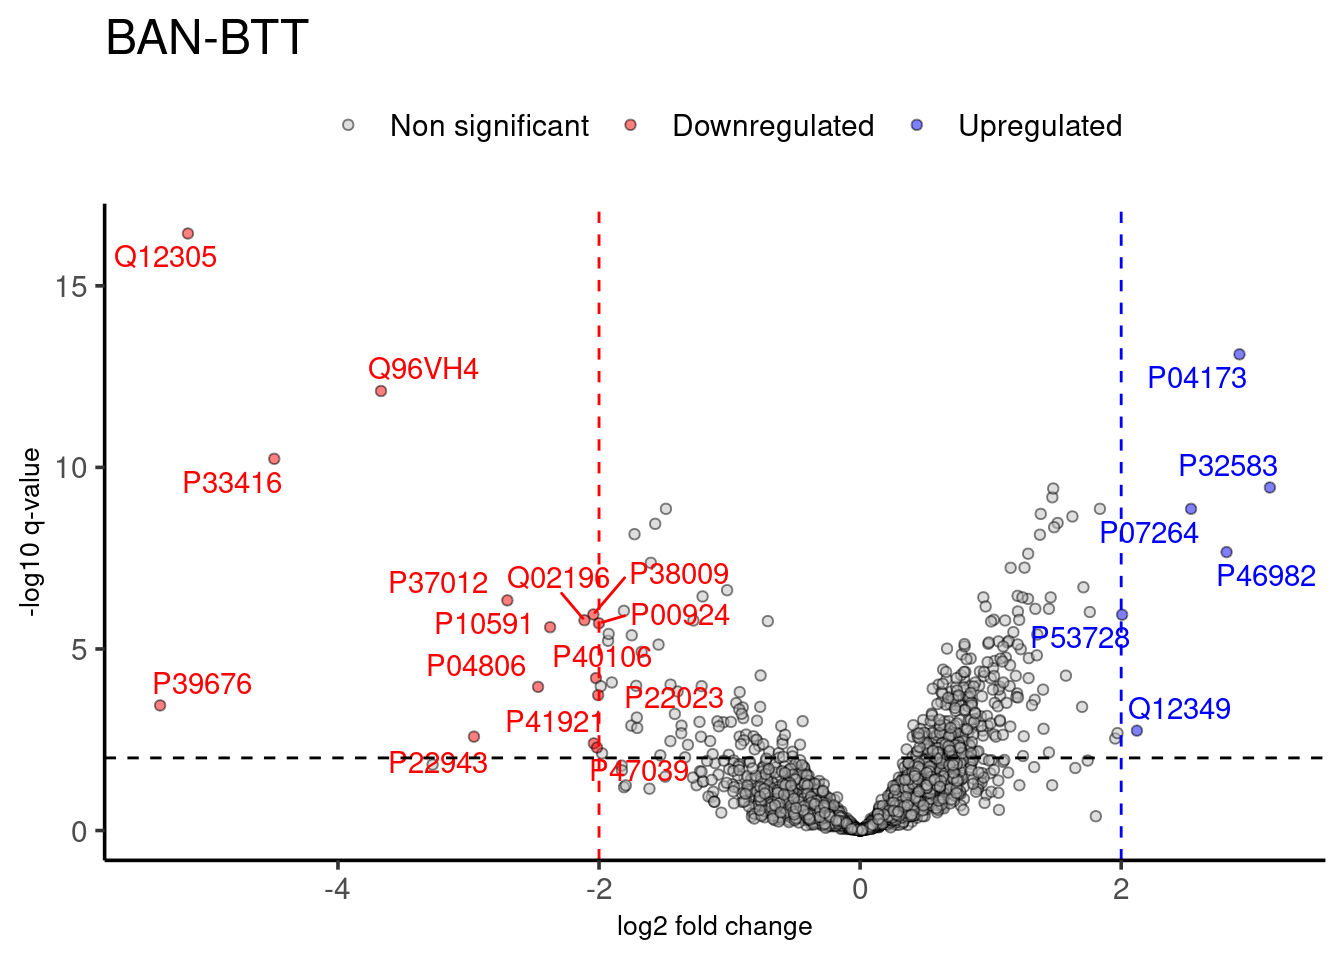 BAN-BTT
Non significant Downregulated Upregulated
Q12305
15
Q96VH4
P04173
P33416
10
P32583
P07264
-log10 q-value
P37012 Q02196 P38009
P46982
P10591 P00924
P53728
P40106
5
P04806
P39676
P22023
P41921
Q12349
P22943
P47039
0
-4 -2 0 2
log2 fold change